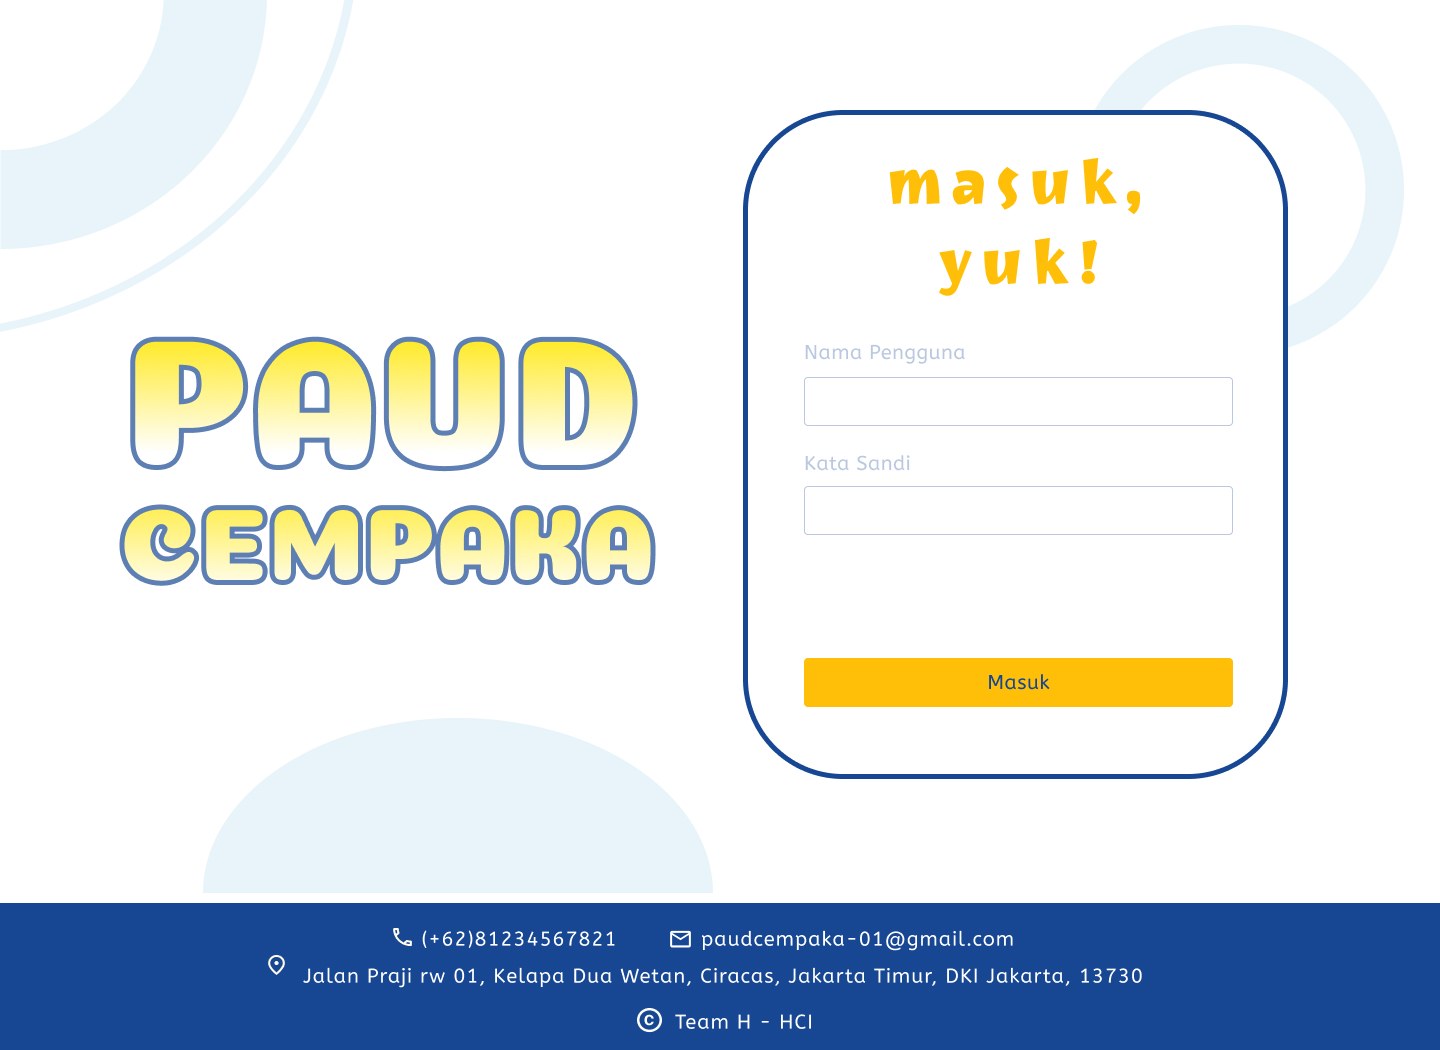 PAUD
CEMPAKA
masuk,
yuk!
Nama Pengguna
Kata Sandi
Masuk
(+62)81234567821
paudcempaka-01@gmail.com
Jalan Praji rw 01, Kelapa Dua Wetan, Ciracas, Jakarta Timur, DKI Jakarta, 13730
© Team H - HCI